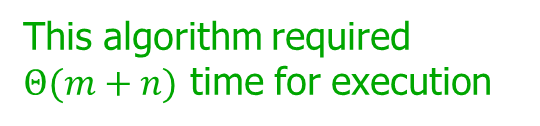 This algorithm required
Θ(m + n) time for execution